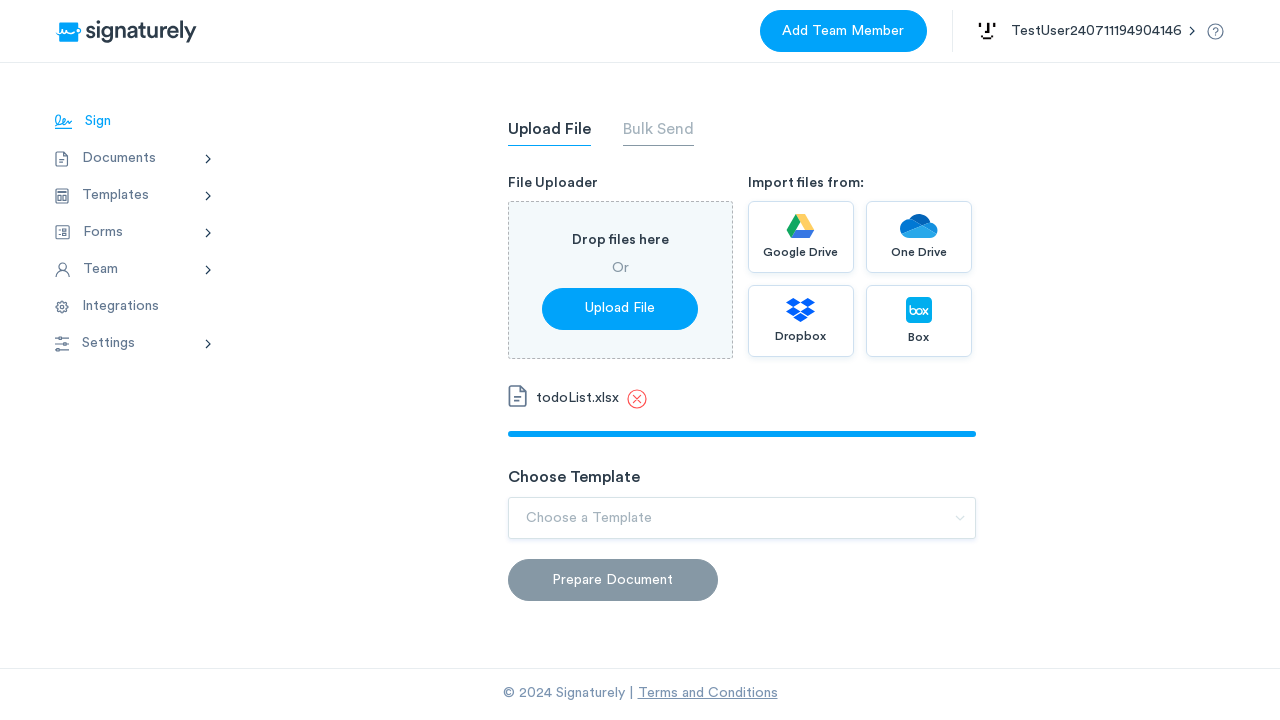 signaturely
Add Team Member
TestUser240711194904146
Sign
Documents
Templates
Forms
Team
Integrations
Settings
Upload File
Bulk Send
File Uploader
Drop files here
Or
Upload File
Import files from:
Google Drive
One Drive
Dropbox
box
Box
todoList.xlsx
Choose Template
Choose a Template
Prepare Document
© 2024 Signaturely | Terms and Conditions